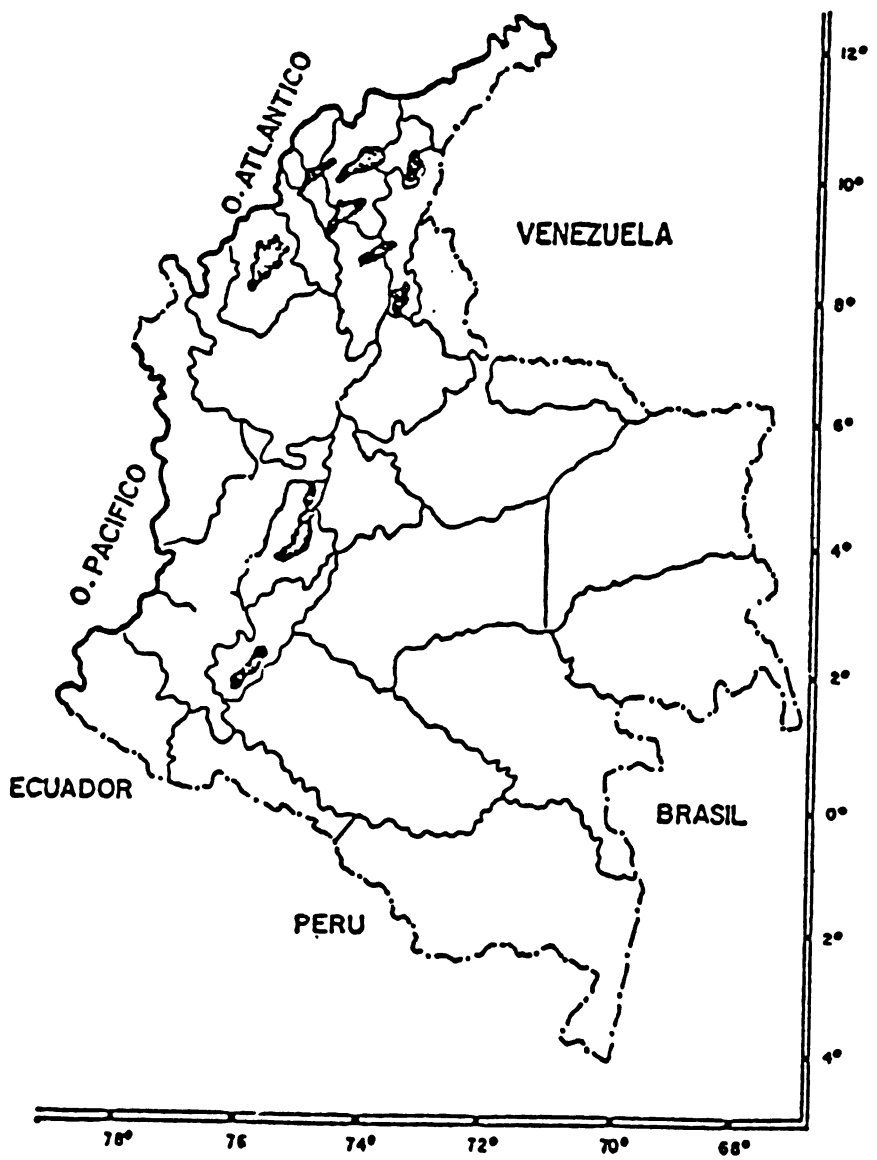 12°
O. ATLANTICO
10°
VENEZUELA
8°
6°
O. PACIFICO
4°
2°
ECUADOR
BRASIL
0°
PERU
2°
4°
78°
76
74°
72°
70°
68°